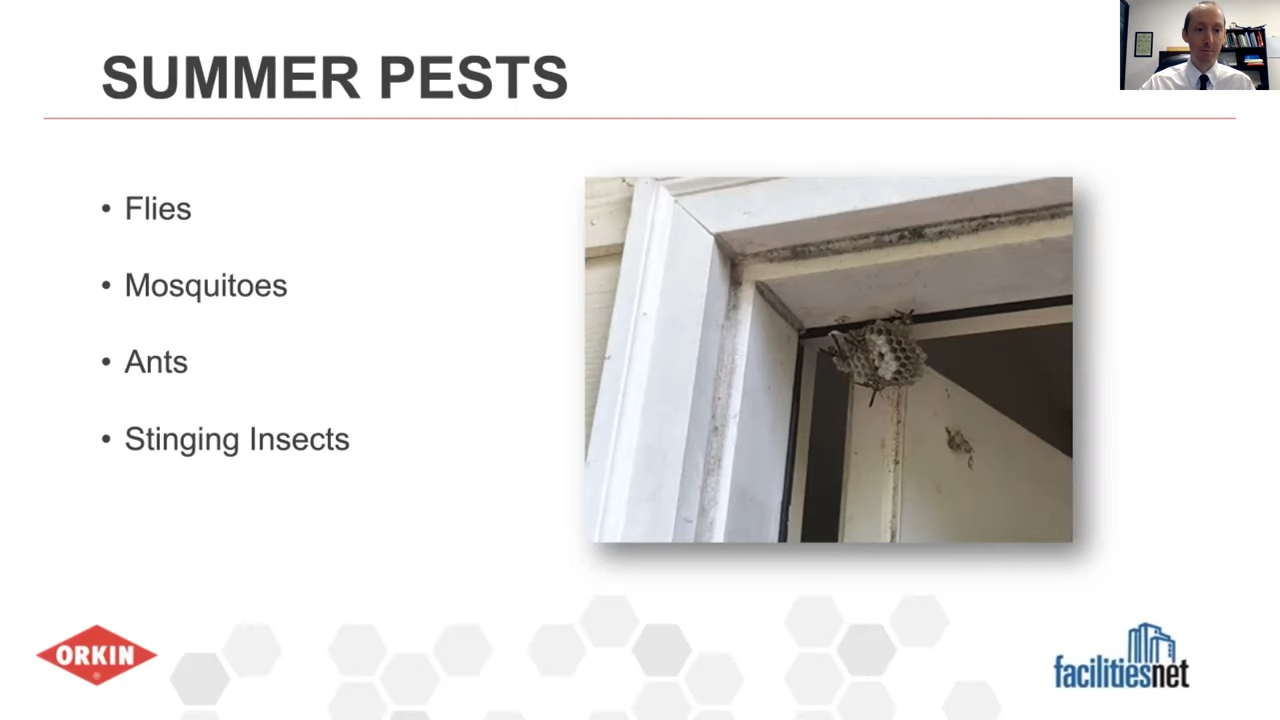 SUMMER PESTS
• Flies
• Mosquitoes
• Ants
• Stinging Insects
ORKIN
®
facilitiesnet